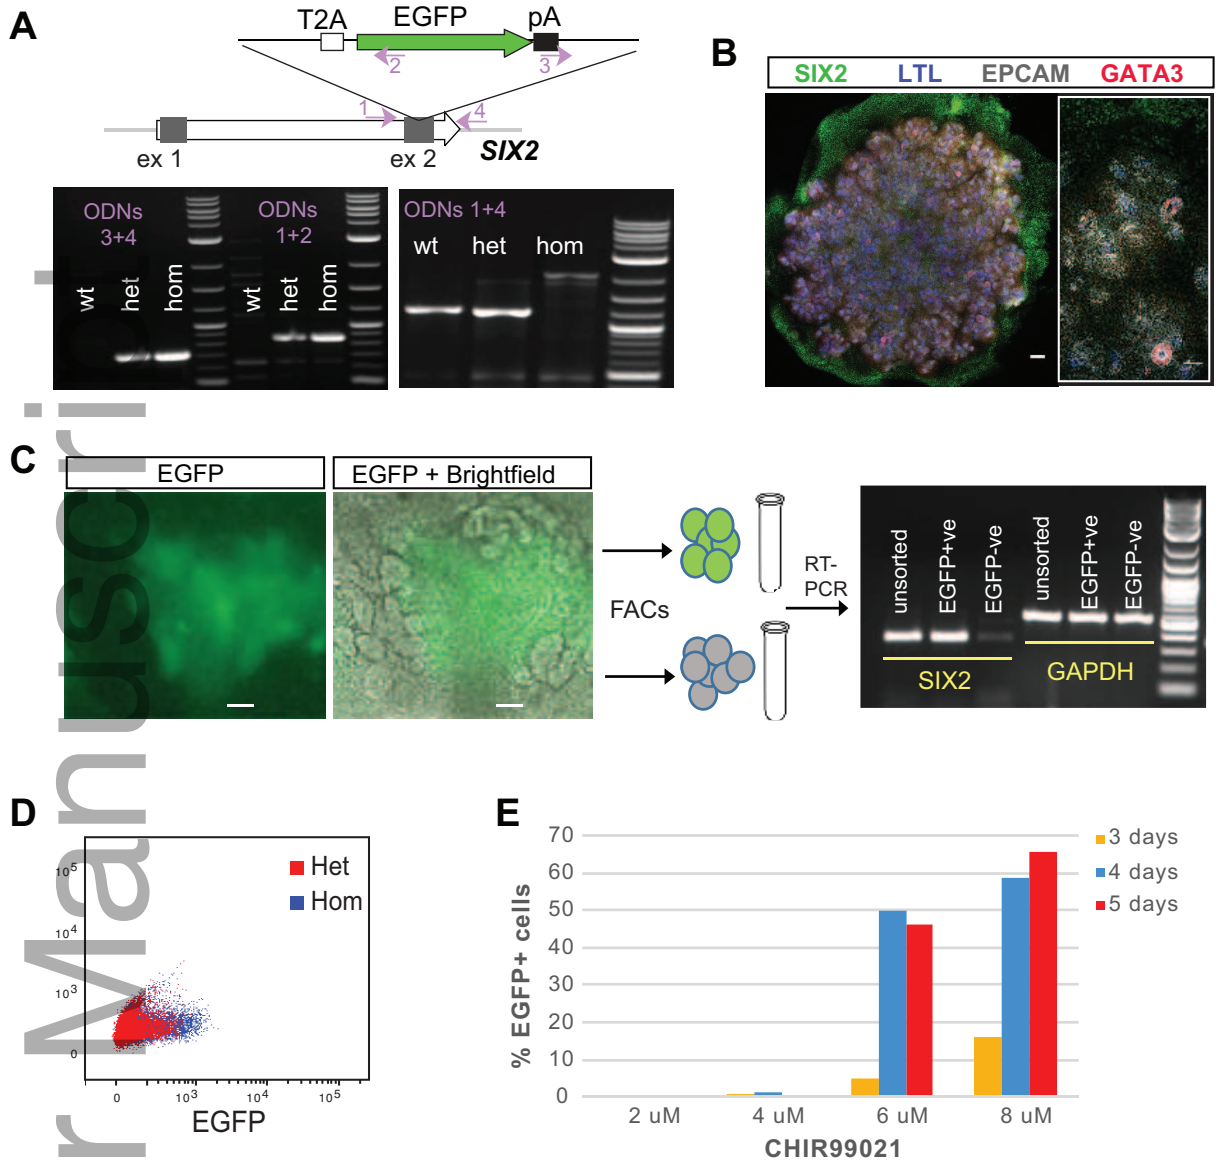 A
T2A
EGFP
pA
2
3
1
4
ex 1
ex 2
SIX2
ODNs
3+4
wt
het
hom
ODNs
1+2
wt
het
hom
ODNs 1+4
wt
het
hom
B
SIX2
LTL
EPCAM
GATA3
C
EGFP
EGFP + Brightfield
FACs
RT-
PCR
unsorted
EGFP+ve
EGFP-ve
unsorted
EGFP+ve
EGFP-ve
SIX2
GAPDH
D
Het
Hom
10⁵
10⁴
10³
0
0
10³
10⁴
10⁵
EGFP
E
% EGFP+ cells
70
60
50
40
30
20
10
0
3 days
4 days
5 days
2 uM
4 uM
6 uM
8 uM
CHIR99021
r Manuscript